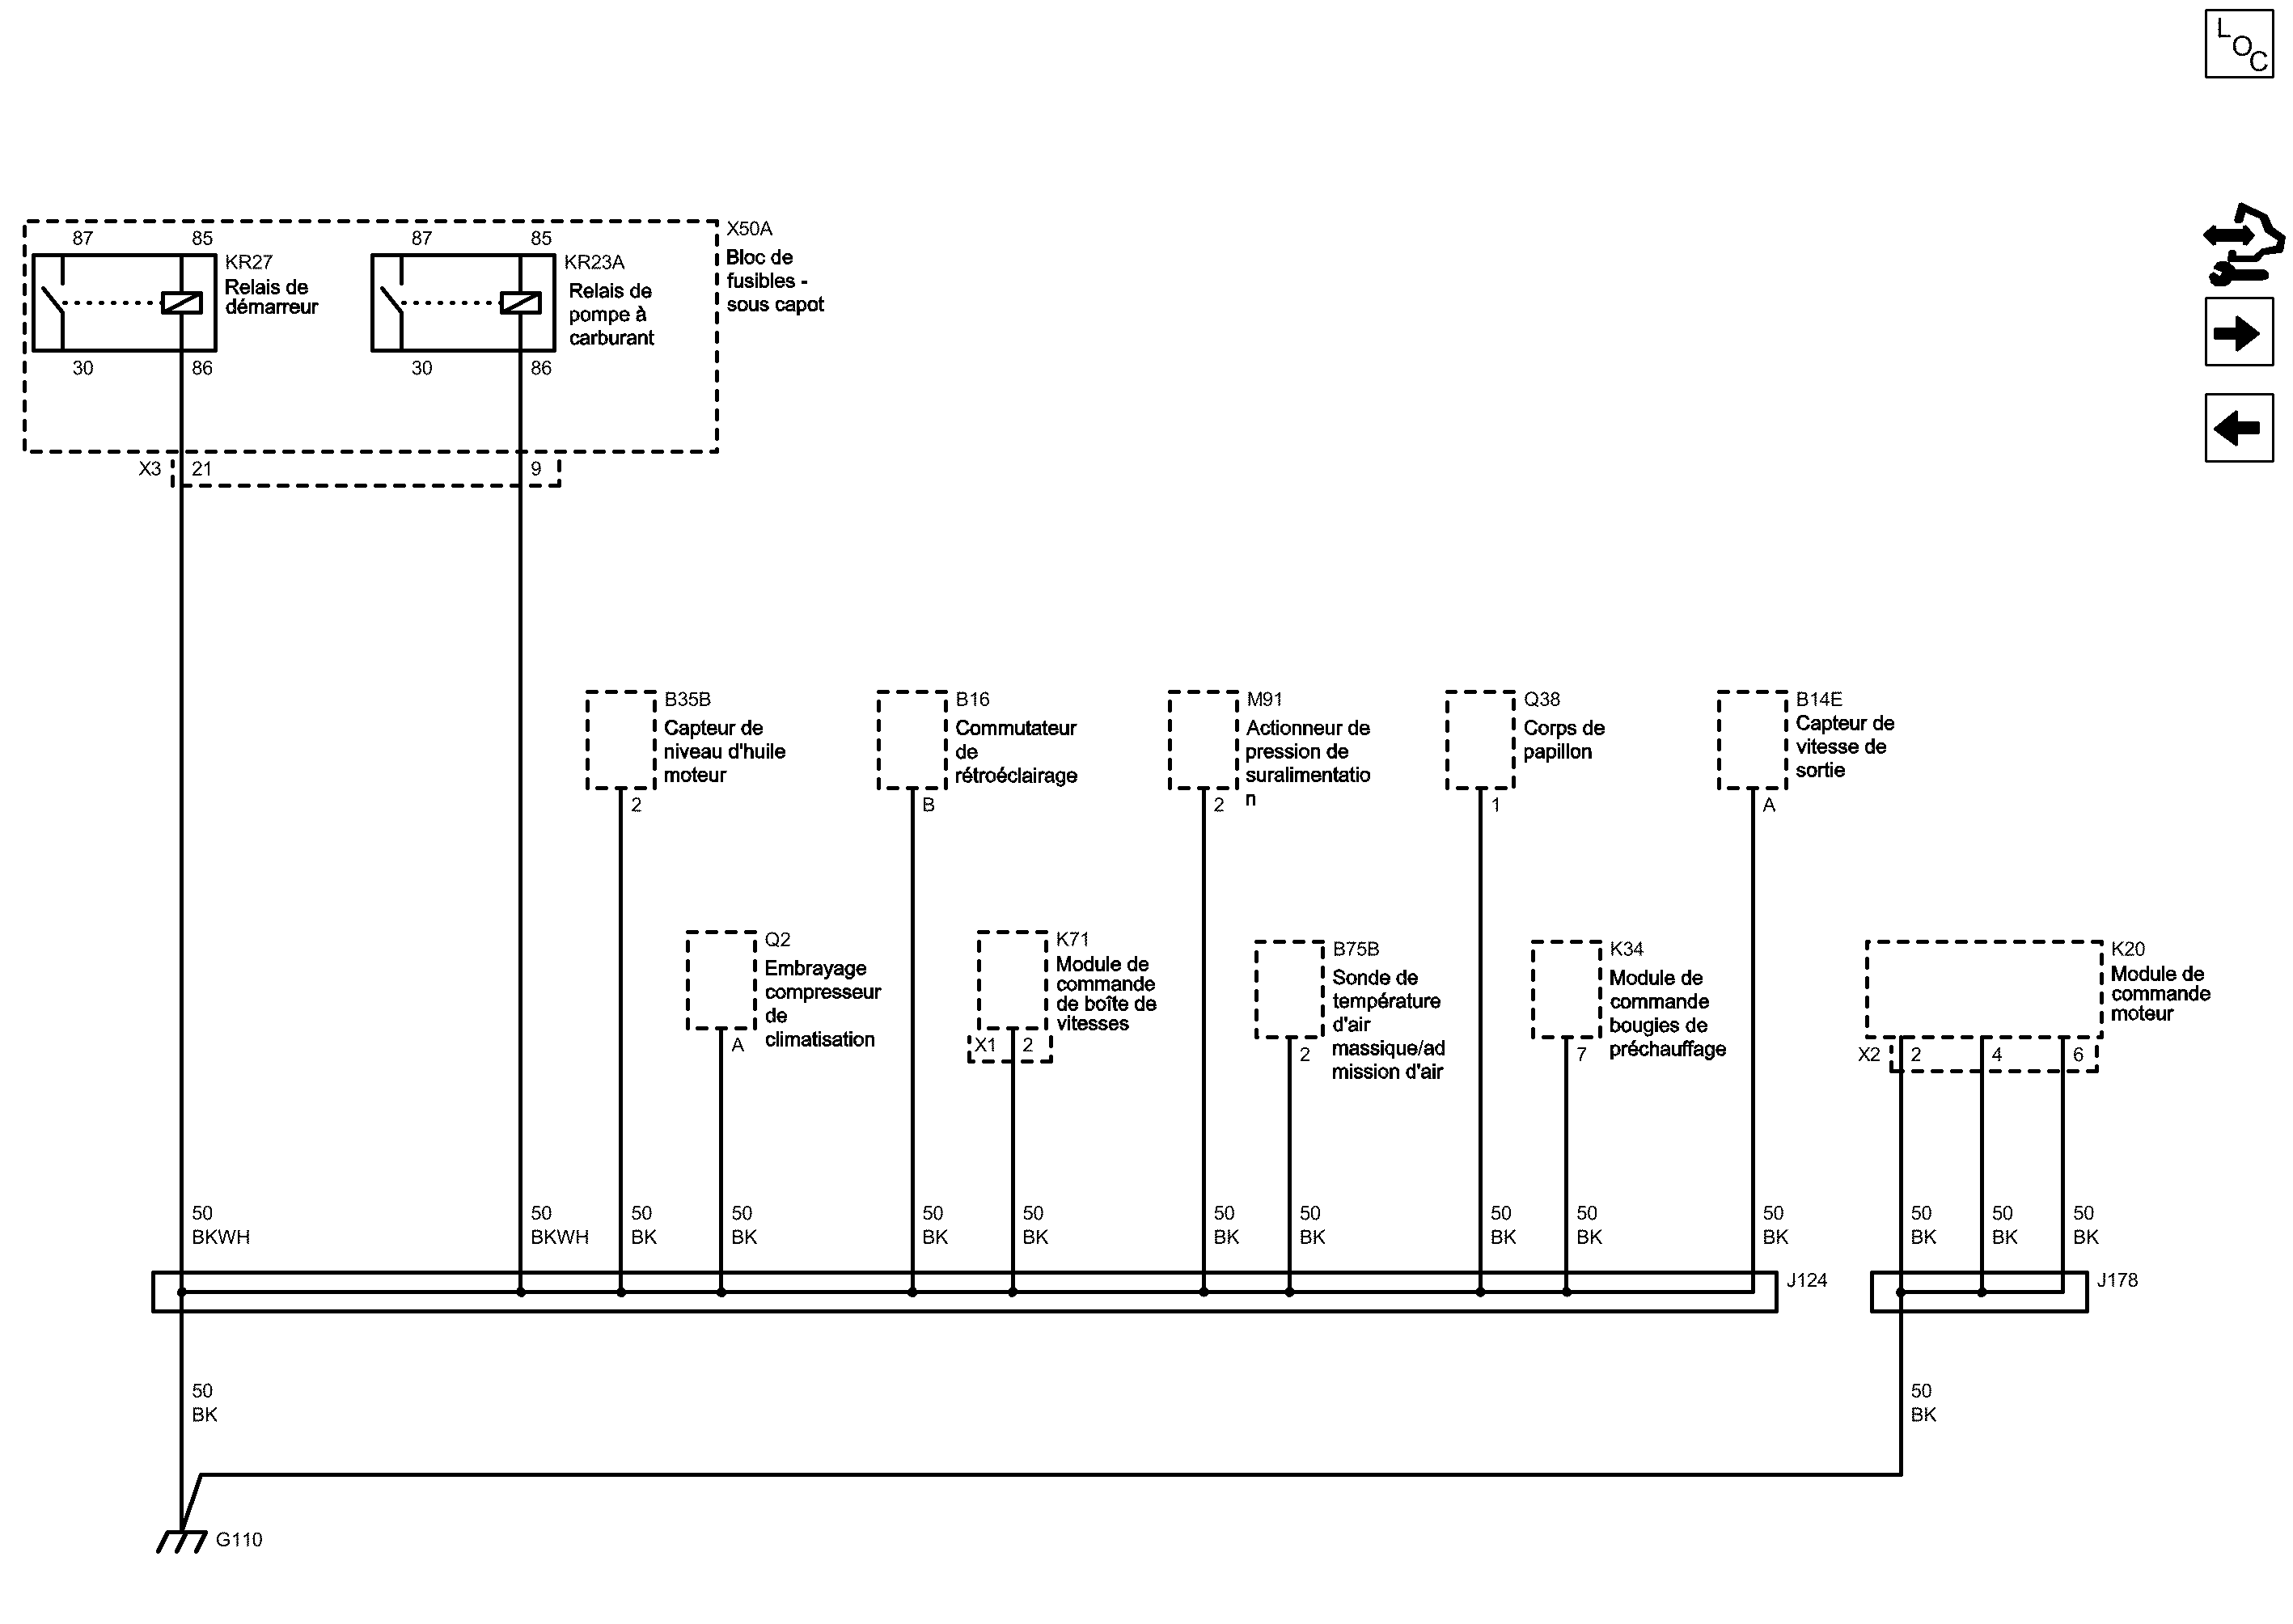 LOC
87
85
87
85
X50A
Bloc de
fusibles -
sous capot
KR27
Relais de
démarreur
KR23A
Relais de
pompe à
carburant
30
86
30
86
X3
21
9
B35B
Capteur de
niveau d'huile
moteur
2
B16
Commutateur
de
rétroéclairage
B
M91
Actionneur de
pression de
suralimentatio
n
2
Q38
Corps de
papillon
1
B14E
Capteur de
vitesse de
sortie
A
Q2
Embrayage
compresseur
de
climatisation
A
K71
Module de
commande
de boîte de
vitesses
X1
2
B75B
Sonde de
température
d'air
massique/ad
mission d'air
2
K34
Module de
commande
bougies de
préchauffage
7
K20
Module de
commande
moteur
X2
2
4
6
50
BKWH
50
BKWH
50
BK
50
BK
50
BK
50
BK
50
BK
50
BK
50
BK
50
BK
50
BK
50
BK
50
BK
50
BK
J124
J178
50
BK
50
BK
G110